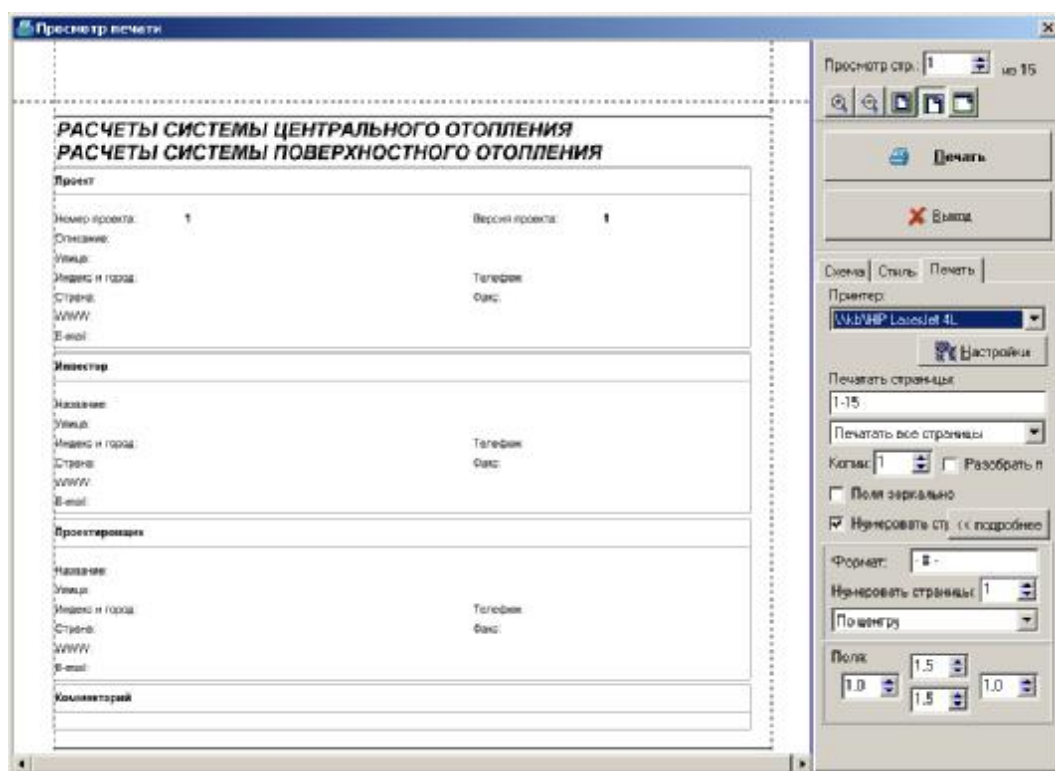 Просмотр печати
РАСЧЕТЫ СИСТЕМЫ ЦЕНТРАЛЬНОГО ОТОПЛЕНИЯ
РАСЧЕТЫ СИСТЕМЫ ПОВЕРХНОСТНОГО ОТОПЛЕНИЯ
Проект
Номер проекта: 1 Версия проекта: 1
Описание:
Улица:
Индекс и город: Телефон:
Страна: Факс:
WWW:
E-mail:
Инвестор
Название:
Улица:
Индекс и город: Телефон:
Страна: Факс:
WWW:
E-mail:
Проектировщик
Название:
Улица:
Индекс и город: Телефон:
Страна: Факс:
WWW:
E-mail:
Комментарий
Просмотр стр.: 1 из 15
Печать
Выход
Схема Стиль Печать
Принтер:
\\kb\HP LaserJet 4L
Настройки
Печатать страницы:
1-15
Печатать все страницы
Копии: 1 Разобрать п
Поля зеркально
Нумеровать стр << подробнее
Формат: - # -
Нумеровать страницы: 1
По центру
Поля:
1.5
1.0 1.0
1.5